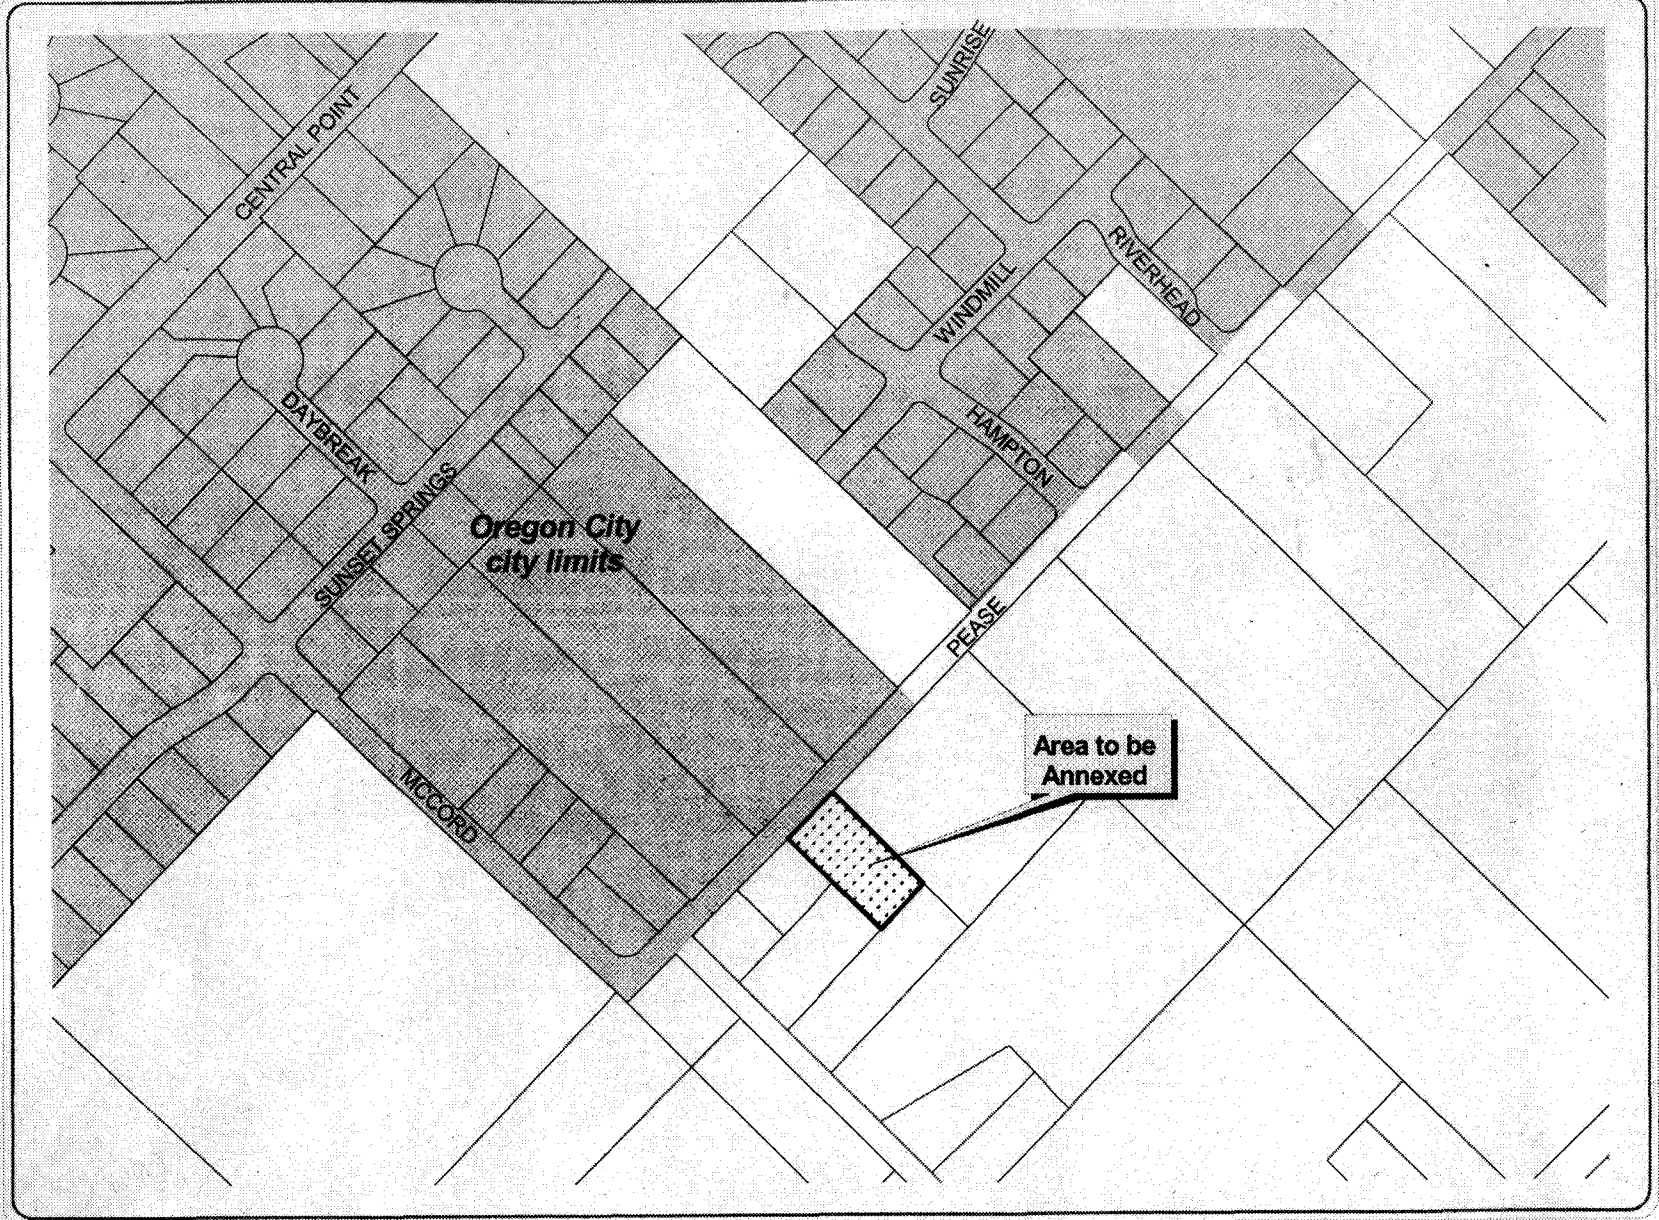 SUNRISE
CENTRAL POINT
RIVERHEAD
WINDMILL
DAYBREAK
HAMPTON
SUNSET SPRINGS
Oregon City
city limits
PEASE
Area to be
Annexed
MCCORD